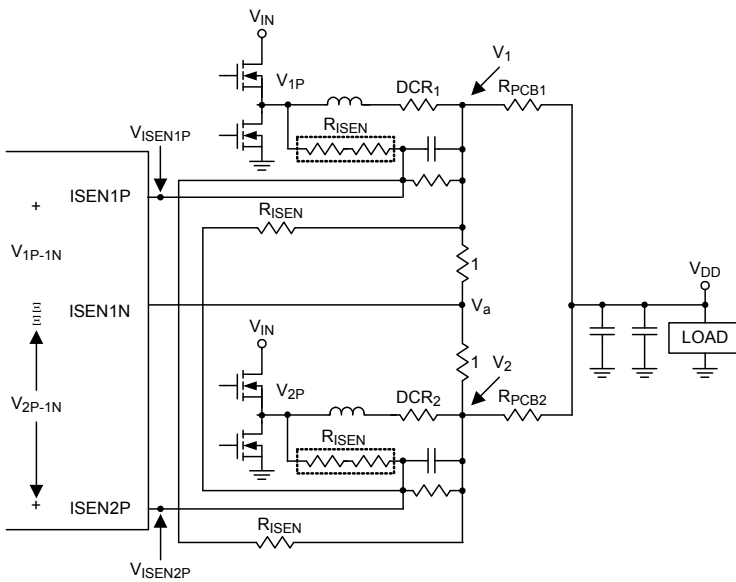 VIN
V1
V1P
DCR1
RPCB1
RISEN
VISEN1P
+
ISEN1P
RISEN
V1P-1N
1
VDD
ISEN1N
Va
VIN
1
V2
LOAD
V2P
DCR2
RPCB2
V2P-1N
RISEN
+
ISEN2P
RISEN
VISEN2P